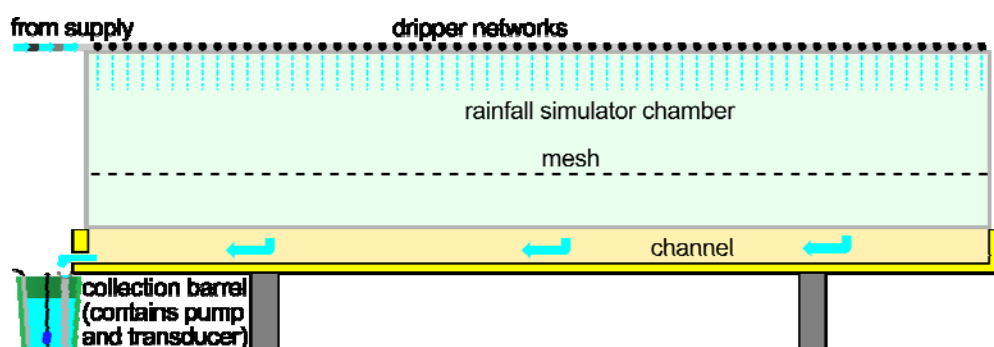 from supply
dripper networks
rainfall simulator chamber
mesh
channel
collection barrel
(contains pump
and transducer)